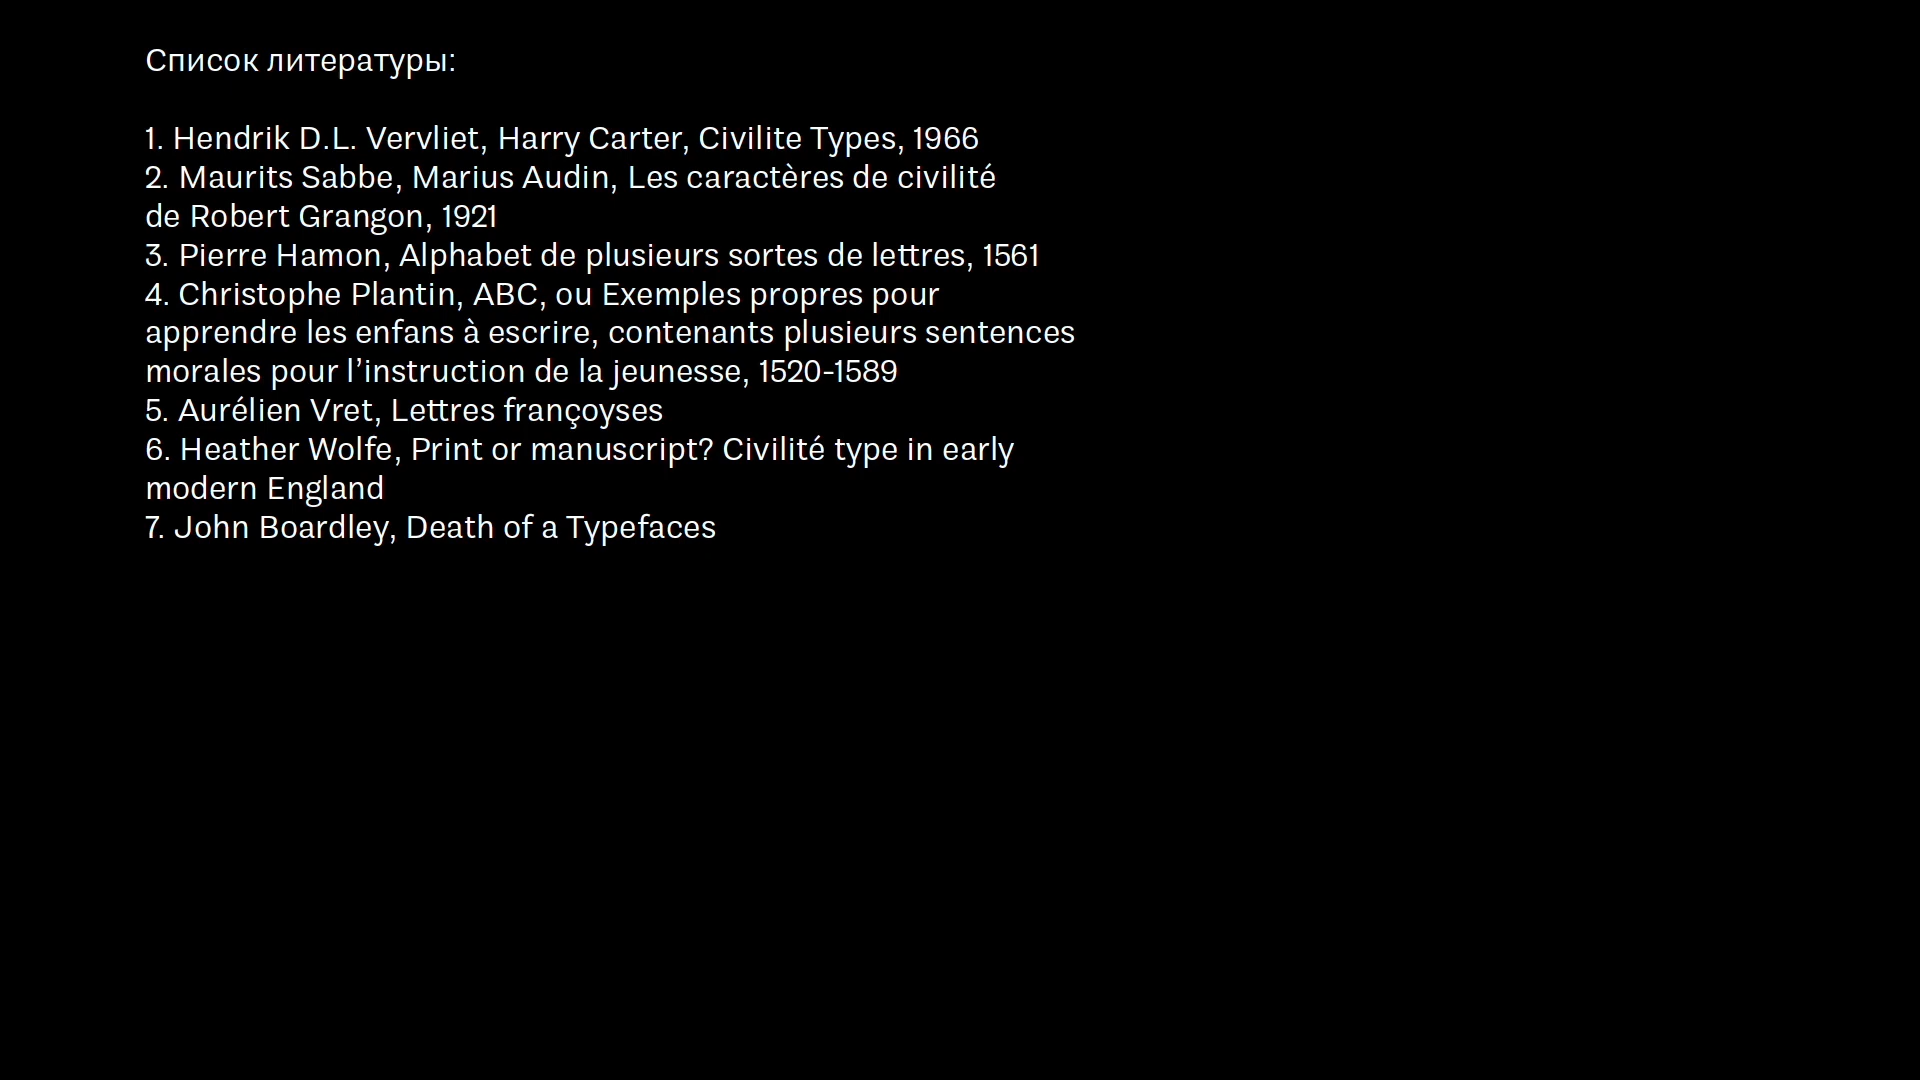 Список литературы:
1. Hendrik D.L. Vervliet, Harry Carter, Civilite Types, 1966
2. Maurits Sabbe, Marius Audin, Les caractères de civilité
de Robert Grangon, 1921
3. Pierre Hamon, Alphabet de plusieurs sortes de lettres, 1561
4. Christophe Plantin, ABC, ou Exemples propres pour
apprendre les enfans à escrire, contenants plusieurs sentences
morales pour l’instruction de la jeunesse, 1520-1589
5. Aurélien Vret, Lettres françoyses
6. Heather Wolfe, Print or manuscript? Civilité type in early
modern England
7. John Boardley, Death of a Typefaces